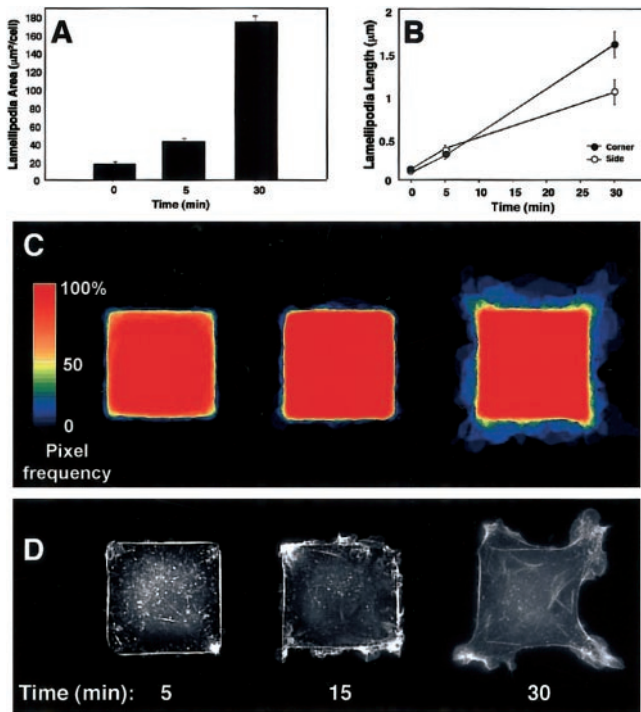 A
Lamellipodia Area (μm²/cell)
180
160
140
120
100
80
60
40
20
0
0 5 30
Time (min)
B
Lamellipodia Length (μm)
2
1.5
1
0.5
0
0 5 10 15 20 25 30
Time (min)
Corner
Side
C
100%
50
0
Pixel
frequency
D
Time (min): 5 15 30